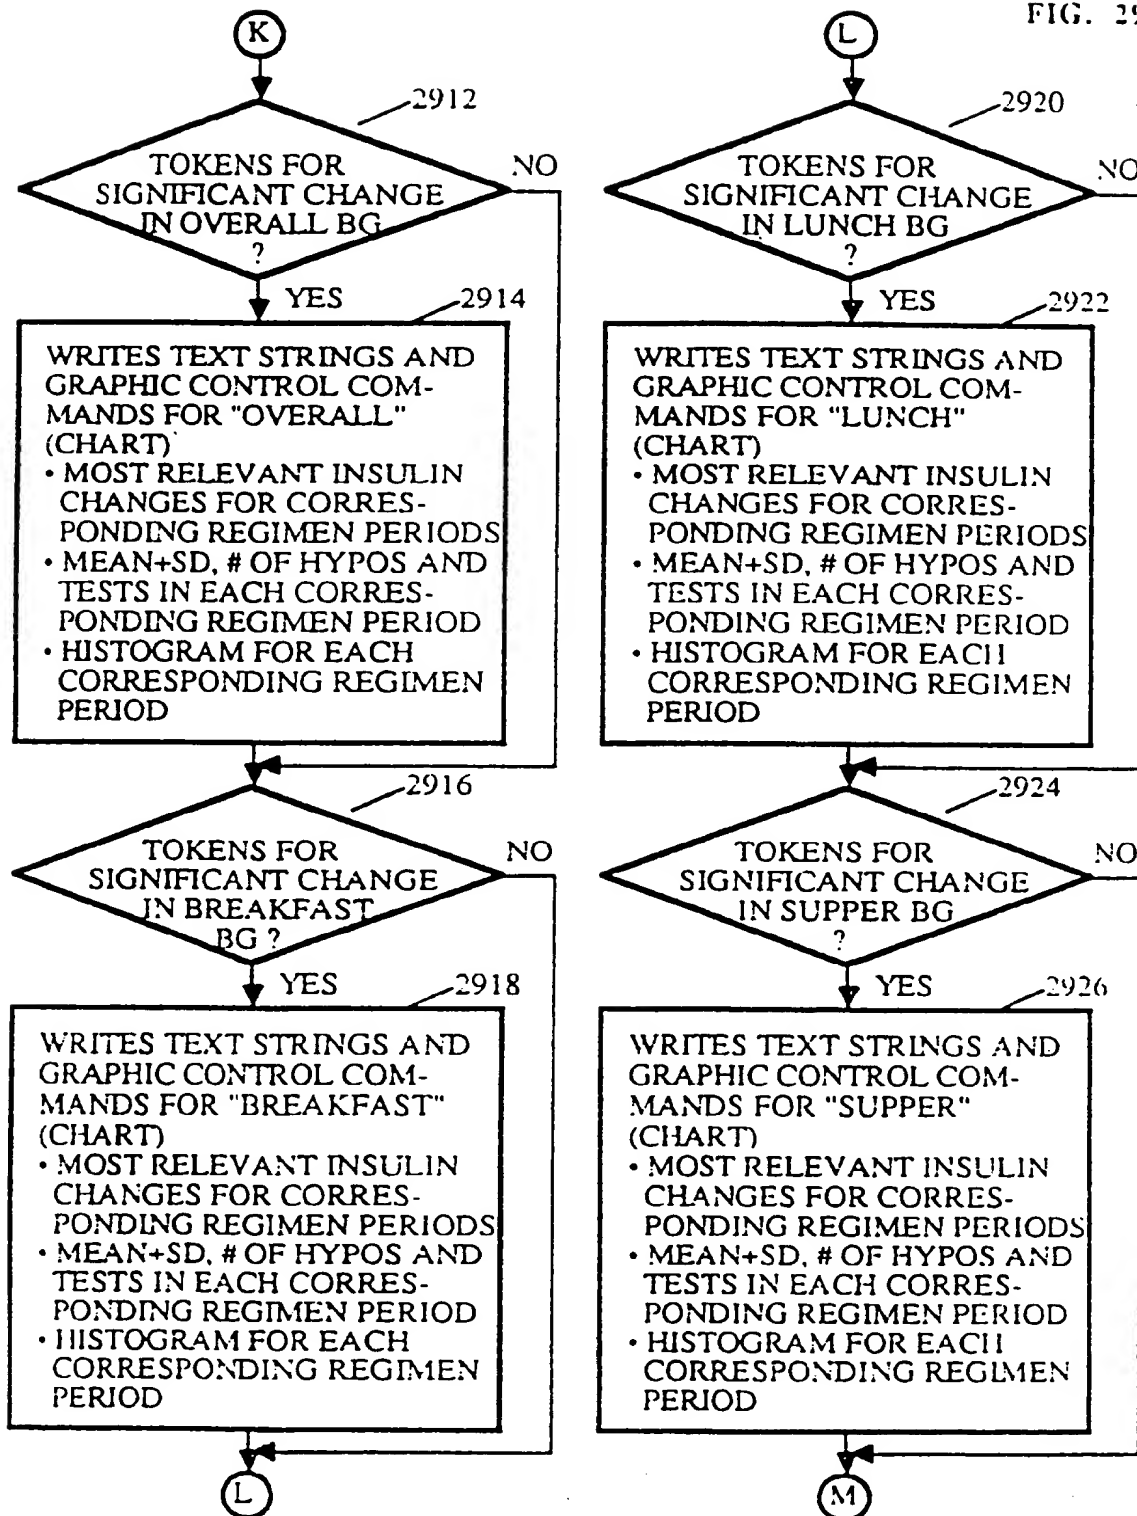 FIG. 29
K
2912
TOKENS FOR
SIGNIFICANT CHANGE
IN OVERALL BG
?
NO
YES
2914
WRITES TEXT STRINGS AND
GRAPHIC CONTROL COM-
MANDS FOR "OVERALL"
(CHART)
• MOST RELEVANT INSULIN
CHANGES FOR CORRES-
PONDING REGIMEN PERIODS
• MEAN+SD, # OF HYPOS AND
TESTS IN EACH CORRES-
PONDING REGIMEN PERIOD
• HISTOGRAM FOR EACH
CORRESPONDING REGIMEN
PERIOD
2916
TOKENS FOR
SIGNIFICANT CHANGE
IN BREAKFAST
BG ?
NO
YES
2918
WRITES TEXT STRINGS AND
GRAPHIC CONTROL COM-
MANDS FOR "BREAKFAST"
(CHART)
• MOST RELEVANT INSULIN
CHANGES FOR CORRES-
PONDING REGIMEN PERIODS
• MEAN+SD, # OF HYPOS AND
TESTS IN EACH CORRES-
PONDING REGIMEN PERIOD
• HISTOGRAM FOR EACH
CORRESPONDING REGIMEN
PERIOD
L
L
2920
TOKENS FOR
SIGNIFICANT CHANGE
IN LUNCH BG
?
NO
YES
2922
WRITES TEXT STRINGS AND
GRAPHIC CONTROL COM-
MANDS FOR "LUNCH"
(CHART)
• MOST RELEVANT INSULIN
CHANGES FOR CORRES-
PONDING REGIMEN PERIODS
• MEAN+SD, # OF HYPOS AND
TESTS IN EACH CORRES-
PONDING REGIMEN PERIOD
• HISTOGRAM FOR EACH
CORRESPONDING REGIMEN
PERIOD
2924
TOKENS FOR
SIGNIFICANT CHANGE
IN SUPPER BG
?
NO
YES
2926
WRITES TEXT STRINGS AND
GRAPHIC CONTROL COM-
MANDS FOR "SUPPER"
(CHART)
• MOST RELEVANT INSULIN
CHANGES FOR CORRES-
PONDING REGIMEN PERIODS
• MEAN+SD, # OF HYPOS AND
TESTS IN EACH CORRES-
PONDING REGIMEN PERIOD
• HISTOGRAM FOR EACH
CORRESPONDING REGIMEN
PERIOD
M